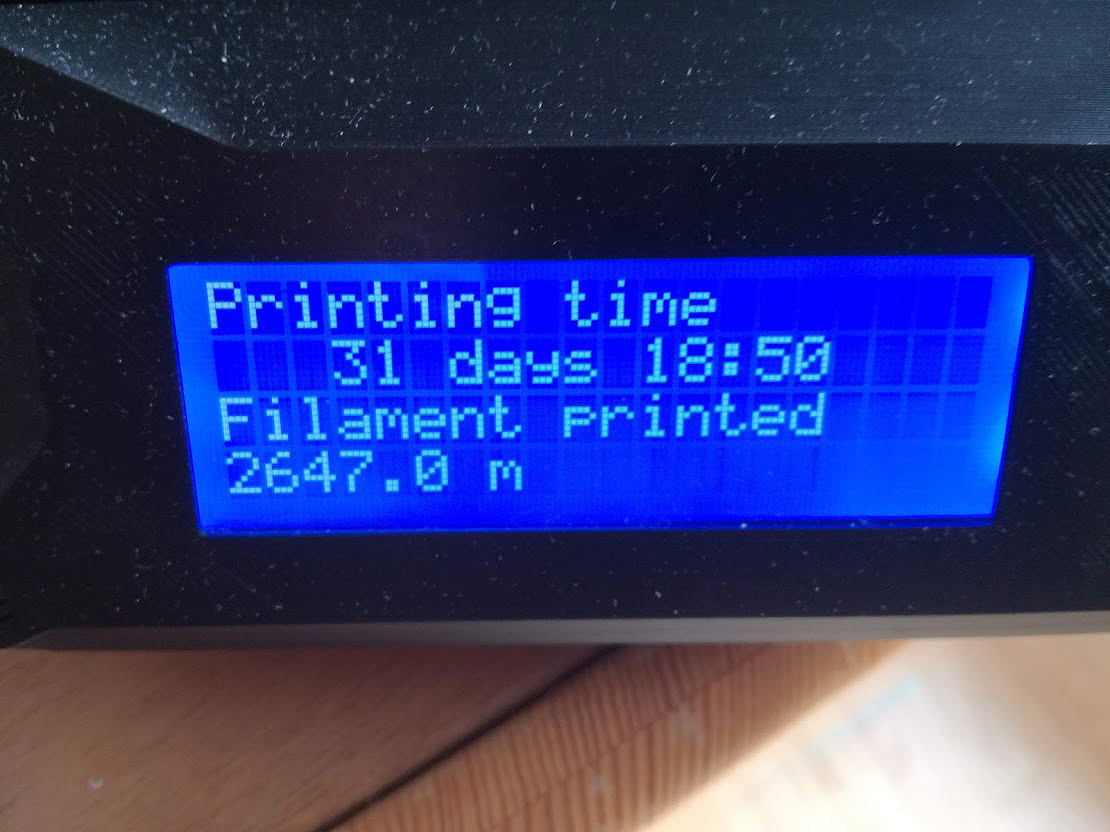 Printing time
31 days 18:50
Filament printed
2647.0 m